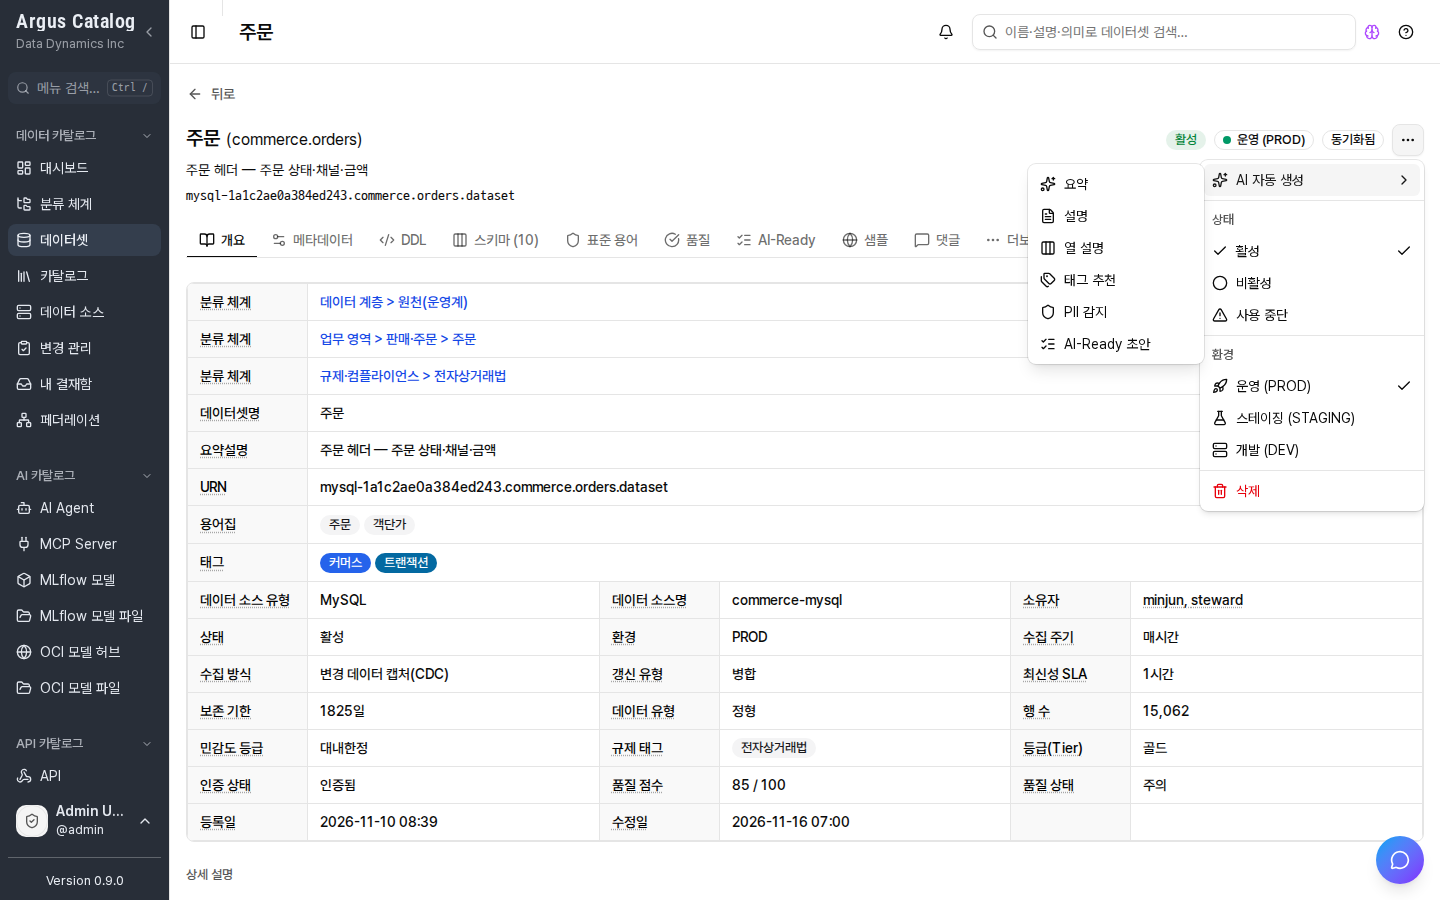 Argus Catalog
Data Dynamics Inc
메뉴 검색... Ctrl /
데이터 카탈로그
대시보드
분류 체계
데이터셋
카탈로그
데이터 소스
변경 관리
내 결재함
페더레이션
AI 카탈로그
AI Agent
MCP Server
MLflow 모델
MLflow 모델 파일
OCI 모델 허브
OCI 모델 파일
API 카탈로그
API
Admin U...
@admin
Version 0.9.0
주문
이름·설명·의미로 데이터셋 검색...
뒤로
주문 (commerce.orders)
활성 운영 (PROD) 동기화됨
주문 헤더 — 주문 상태·채널·금액
mysql-1a1c2ae0a384ed243.commerce.orders.dataset
개요 메타데이터 DDL 스키마 (10) 표준 용어 품질 AI-Ready 샘플 댓글
요약
설명
열 설명
태그 추천
PII 감지
AI-Ready 초안
AI 자동 생성
상태
활성
비활성
사용 중단
환경
운영 (PROD)
스테이징 (STAGING)
개발 (DEV)
삭제
분류 체계 데이터 계층 > 원천(운영계)
분류 체계 업무 영역 > 판매·주문 > 주문
분류 체계 규제·컴플라이언스 > 전자상거래법
데이터셋명 주문
요약설명 주문 헤더 — 주문 상태·채널·금액
URN mysql-1a1c2ae0a384ed243.commerce.orders.dataset
용어집 주문 객단가
태그 커머스 트랜잭션
데이터 소스 유형 MySQL 데이터 소스명 commerce-mysql 소유자 minjun, steward
상태 활성 환경 PROD 수집 주기 매시간
수집 방식 변경 데이터 캡처(CDC) 갱신 유형 병합 최신성 SLA 1시간
보존 기한 1825일 데이터 유형 정형 행 수 15,062
민감도 등급 대내한정 규제 태그 전자상거래법 등급(Tier) 골드
인증 상태 인증됨 품질 점수 85 / 100 품질 상태 주의
등록일 2026-11-10 08:39 수정일 2026-11-16 07:00
상세 설명